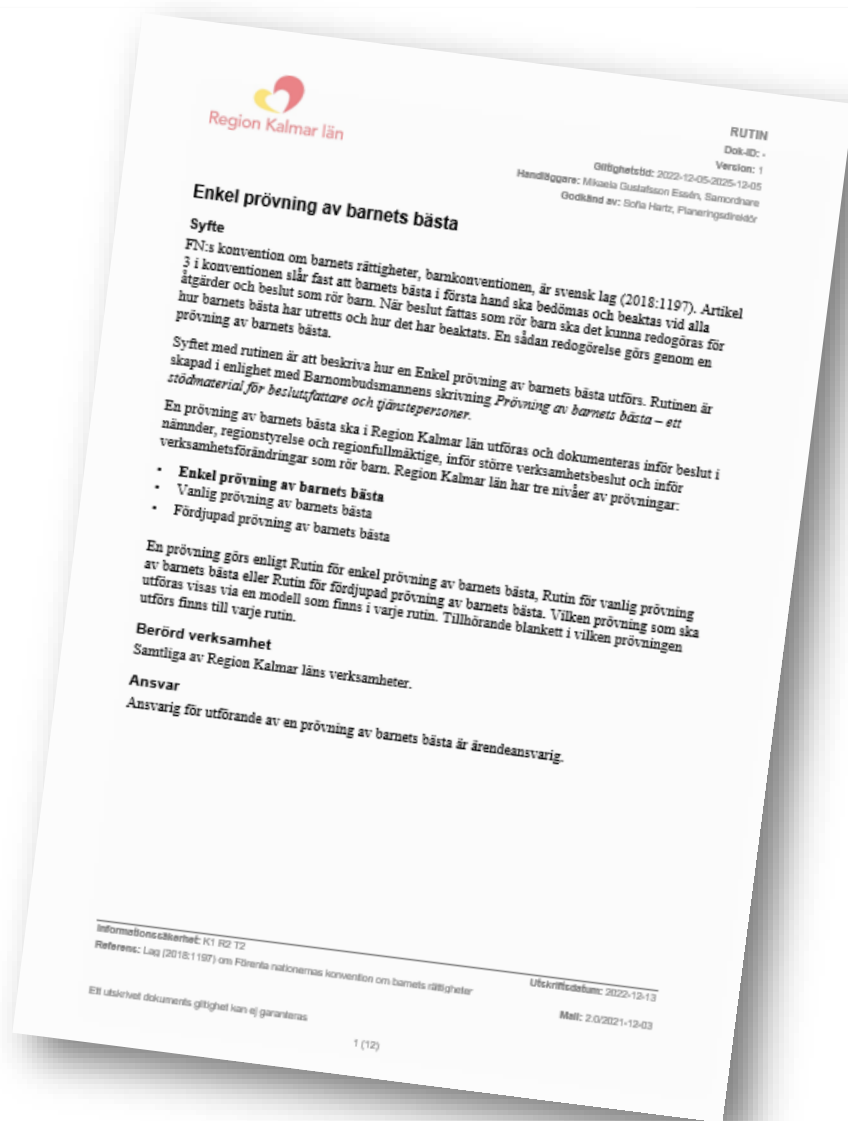 Region Kalmar län
RUTIN
Dok-ID: -
Version: 1
Giltighetstid: 2022-12-05-2025-12-05
Handläggare: Mikaela Gustafsson Essén, Samordnare
Godkänd av: Sofia Hartz, Planeringsdirektör
Enkel prövning av barnets bästa
Syfte
FN:s konvention om barnets rättigheter, barnkonventionen, är svensk lag (2018:1197). Artikel
3 i konventionen slår fast att barnets bästa i första hand ska bedömas och beaktas vid alla
åtgärder och beslut som rör barn. När beslut fattas som rör barn ska det kunna redogöras för
hur barnets bästa har utretts och hur det har beaktats. En sådan redogörelse görs genom en
prövning av barnets bästa.
Syftet med rutinen är att beskriva hur en Enkel prövning av barnets bästa utförs. Rutinen är
skapad i enlighet med Barnombudsmannens skrivning Prövning av barnets bästa – ett
stödmaterial för beslutsfattare och tjänstepersoner.
En prövning av barnets bästa ska i Region Kalmar län utföras och dokumenteras inför beslut i
nämnder, regionstyrelse och regionfullmäktige, inför större verksamhetsbeslut och inför
verksamhetsförändringar som rör barn. Region Kalmar län har tre nivåer av prövningar:
• Enkel prövning av barnets bästa
• Vanlig prövning av barnets bästa
• Fördjupad prövning av barnets bästa
En prövning görs enligt Rutin för enkel prövning av barnets bästa, Rutin för vanlig prövning
av barnets bästa eller Rutin för fördjupad prövning av barnets bästa. Vilken prövning som ska
utföras visas via en modell som finns i varje rutin. Tillhörande blankett i vilken prövningen
utförs finns till varje rutin.
Berörd verksamhet
Samtliga av Region Kalmar läns verksamheter.
Ansvar
Ansvarig för utförande av en prövning av barnets bästa är ärendeansvarig.
Informationssäkerhet: K1 R2 T2
Utskriftsdatum: 2022-12-13
Referens: Lag (2018:1197) om Förenta nationernas konvention om barnets rättigheter
Mall: 2.0/2021-12-03
Ett utskrivet dokuments giltighet kan ej garanteras
1 (12)